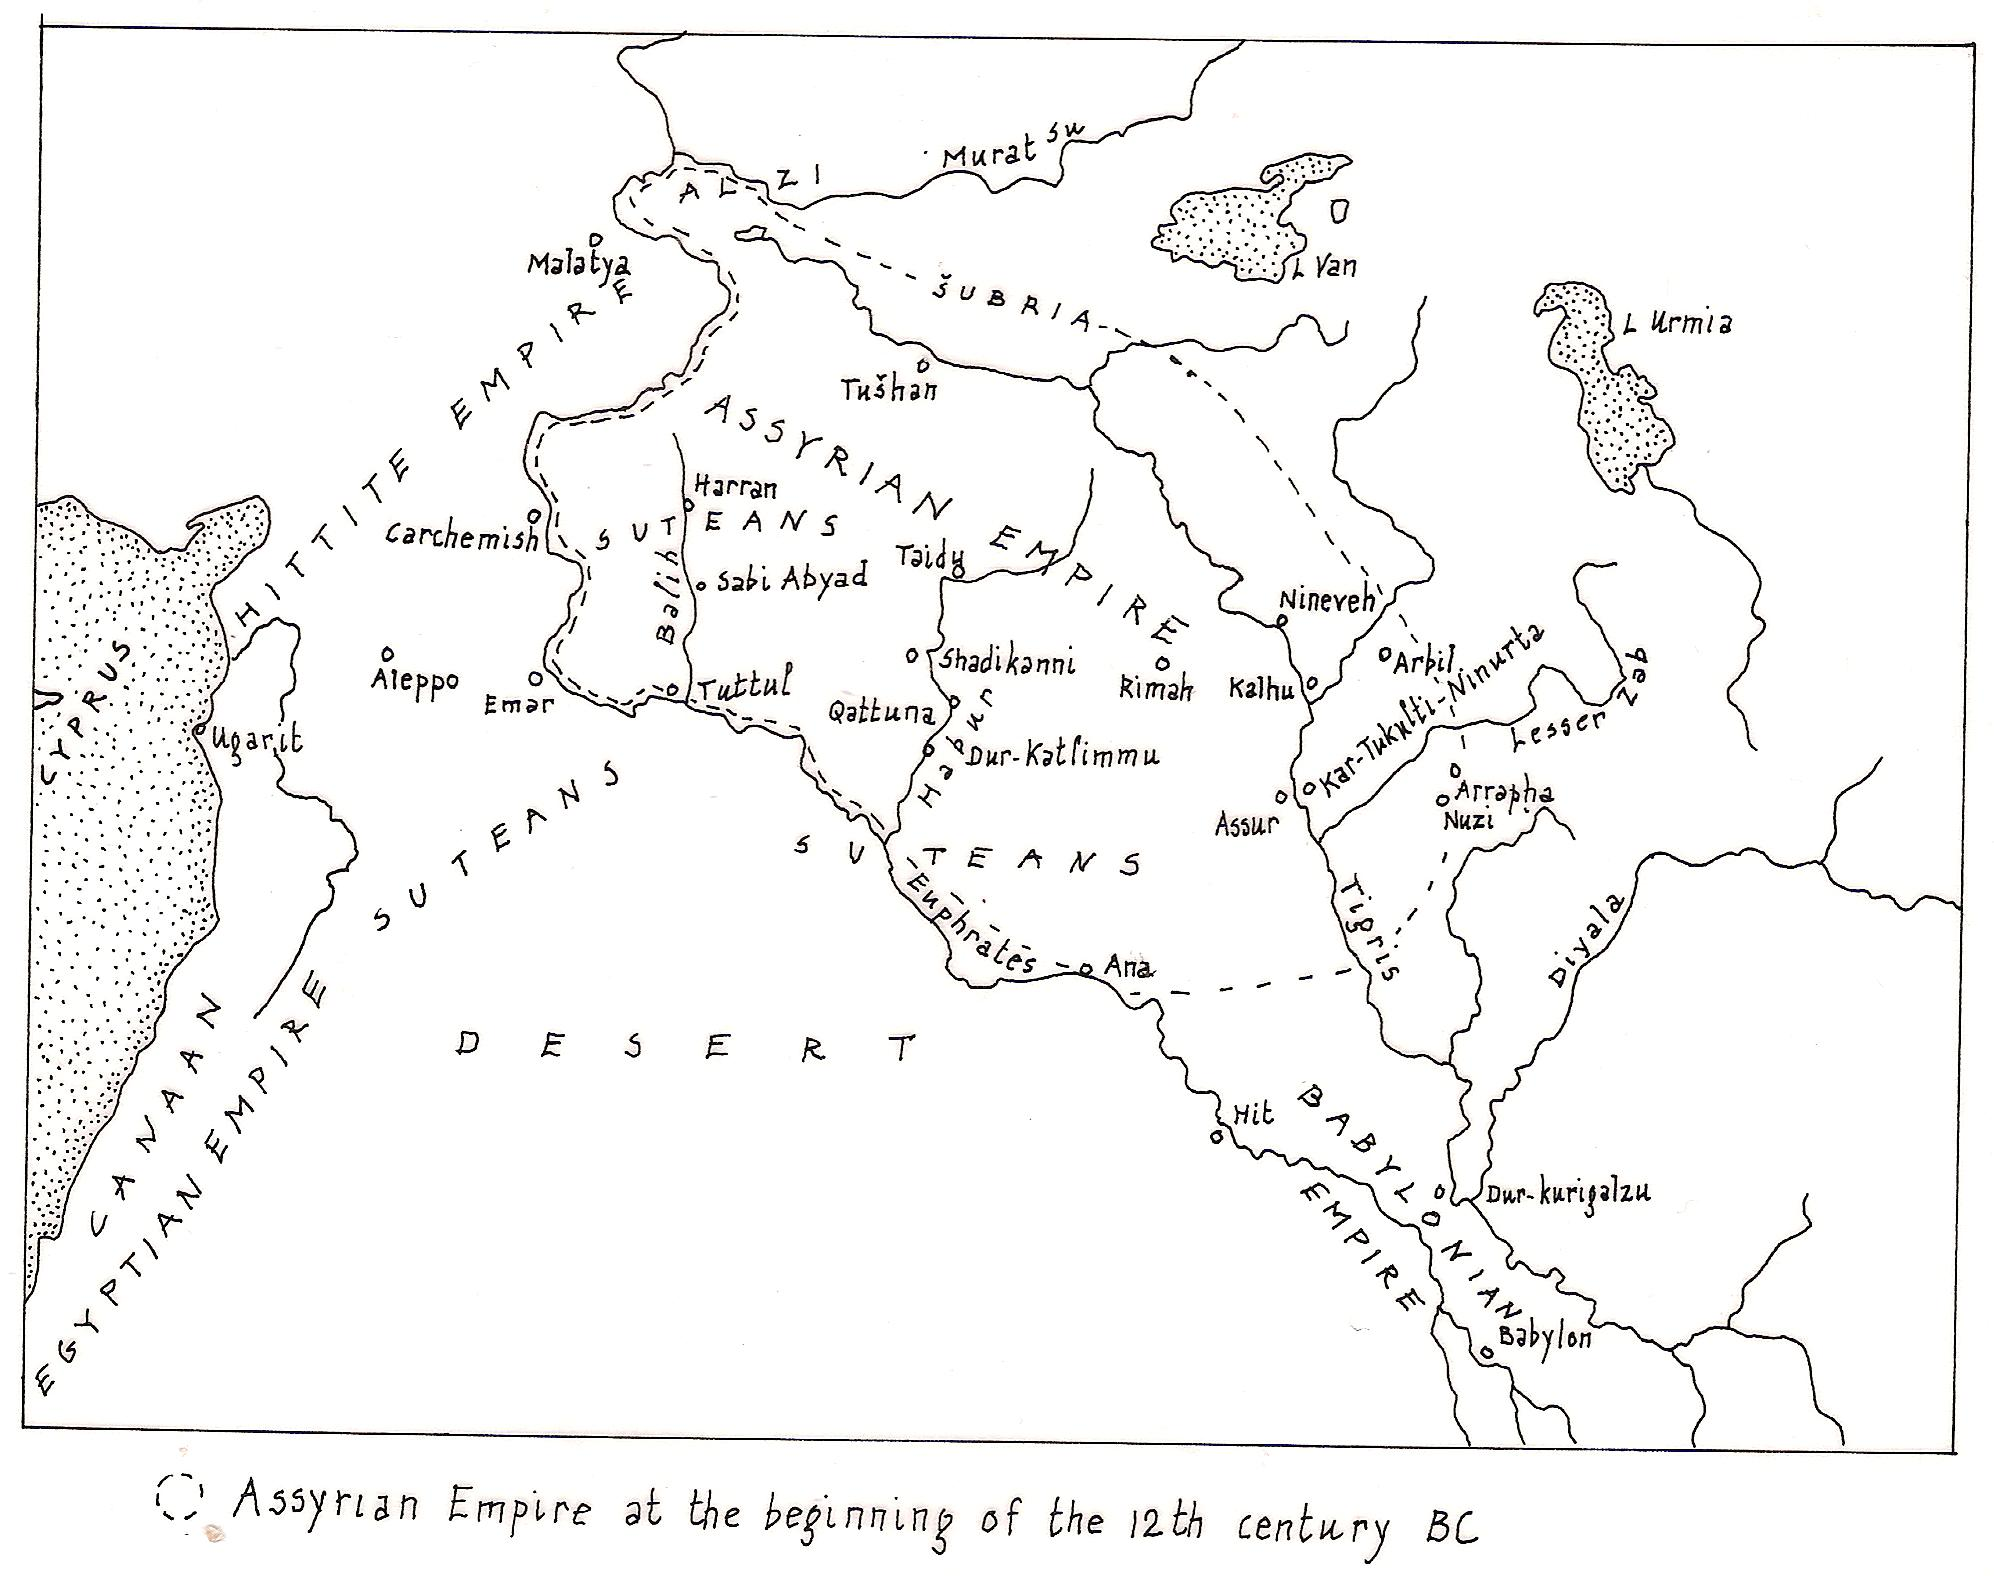 Murat su
ALZI
Malatya
L Van
ŠUBRIA
L Urmia
HITTITE EMPIRE
Tušhan
ASSYRIAN EMPIRE
Harran
SUTEANS
Carchemish
Taidu
Balih
Sabi Abyad
Nineveh
CYPRUS
Aleppo
Emar
Tuttul
Shadikanni
Rimah
Kalhu
Arbil
Qattuna
Habur
Kar-Tukulti-Ninurta
Lesser Zab
Ugarit
Dur-Katlimmu
Arrapha
Nuzi
Assur
SUTEANS
SUTEANS
Euphrates
Tigris
Diyala
Ana
DESERT
CANAAN
EGYPTIAN EMPIRE
Hit
BABYLONIAN
EMPIRE
Dur-kurigalzu
Babylon
Assyrian Empire at the beginning of the 12th century BC